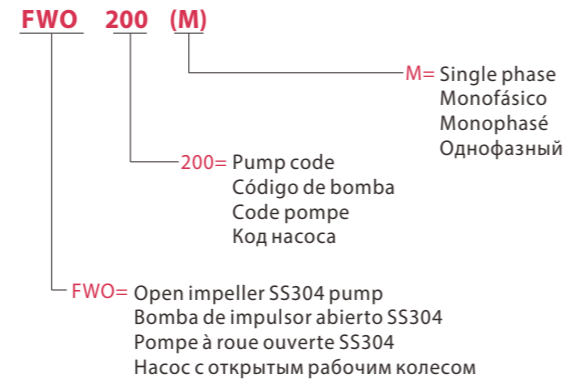 FWO 200 (M)
M= Single phase
Monofásico
Monophasé
Однофазный
200= Pump code
Código de bomba
Code pompe
Код насоса
FWO= Open impeller SS304 pump
Bomba de impulsor abierto SS304
Pompe à roue ouverte SS304
Насос с открытым рабочим колесом